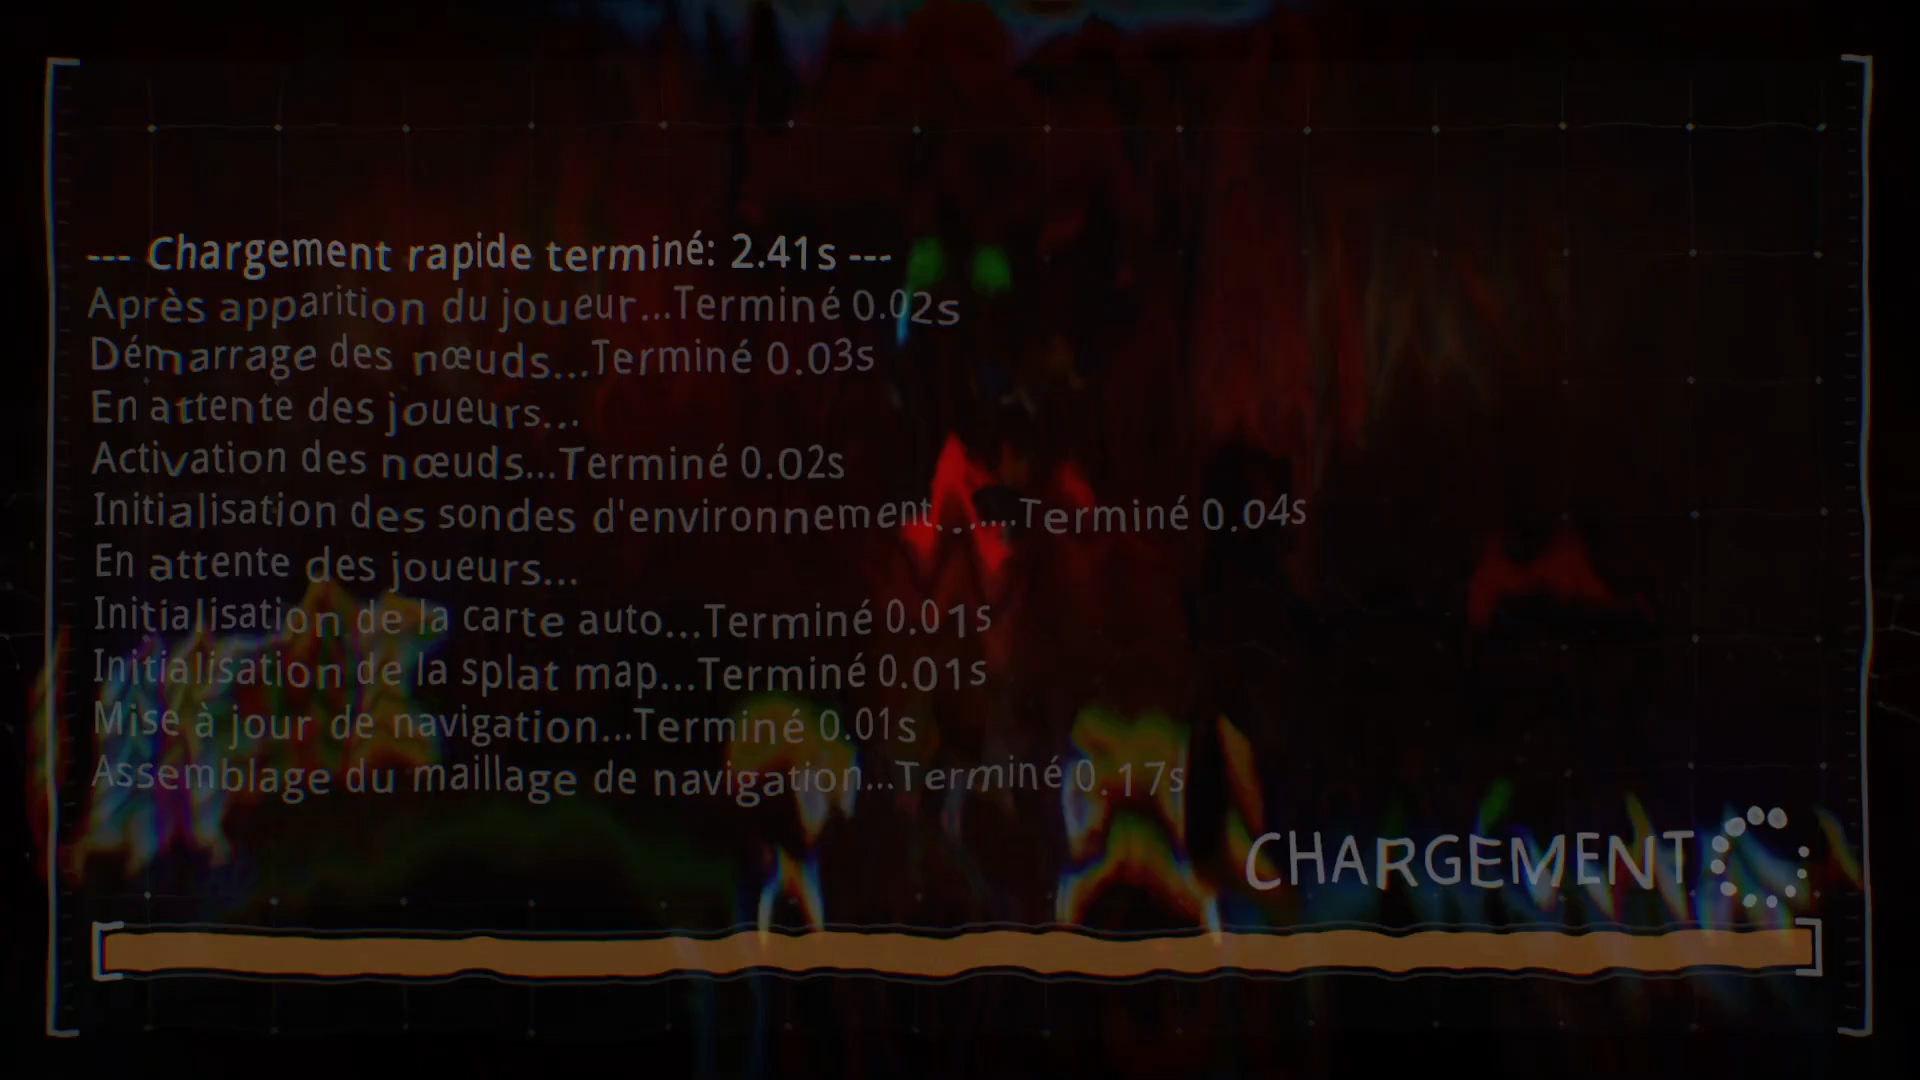 --- Chargement rapide terminé: 2.41s ---
Après apparition du joueur...Terminé 0.02s
Démarrage des nœuds...Terminé 0.03s
En attente des joueurs...
Activation des nœuds...Terminé 0.02s
Initialisation des sondes d'environnement.......Terminé 0.04s
En attente des joueurs...
Initialisation de la carte auto...Terminé 0.01s
Initialisation de la splat map...Terminé 0.01s
Mise à jour de navigation...Terminé 0.01s
Assemblage du maillage de navigation...Terminé 0.17s
CHARGEMENT